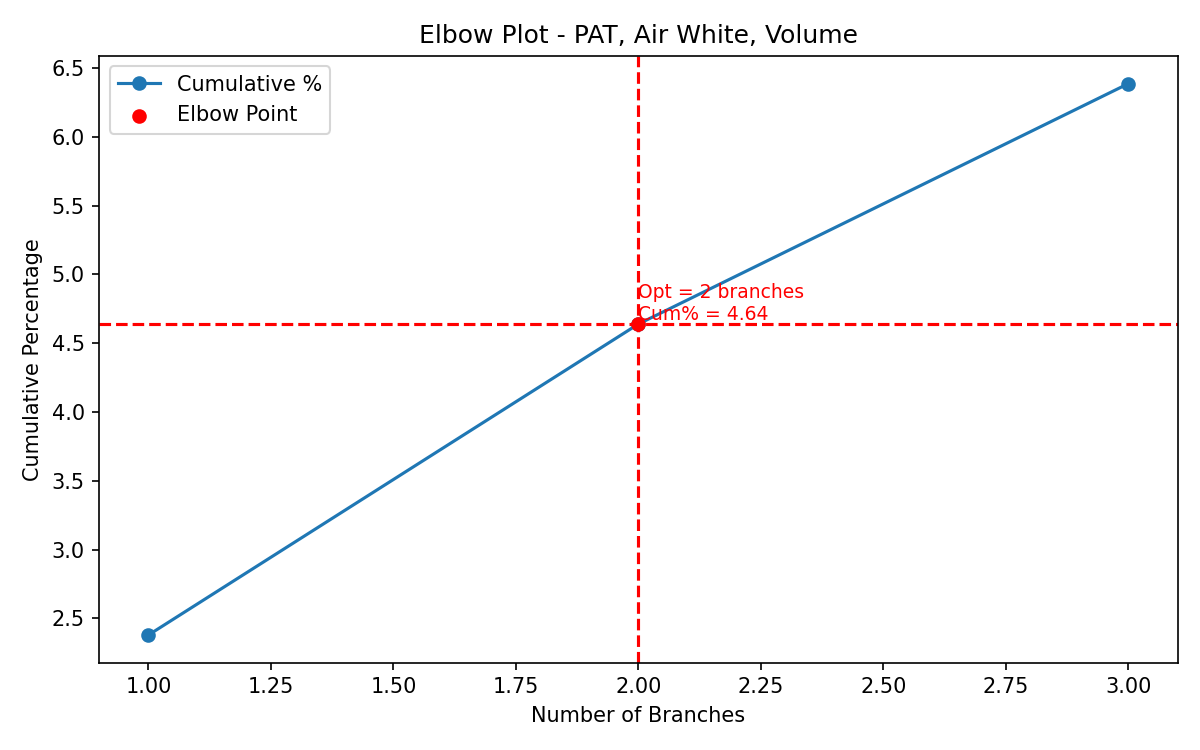 Elbow Plot - PAT, Air White, Volume
Cumulative %
Elbow Point
6.5
6.0
5.5
5.0
4.5
4.0
3.5
3.0
2.5
Cumulative Percentage
Opt = 2 branches
Cum% = 4.64
1.00 1.25 1.50 1.75 2.00 2.25 2.50 2.75 3.00
Number of Branches